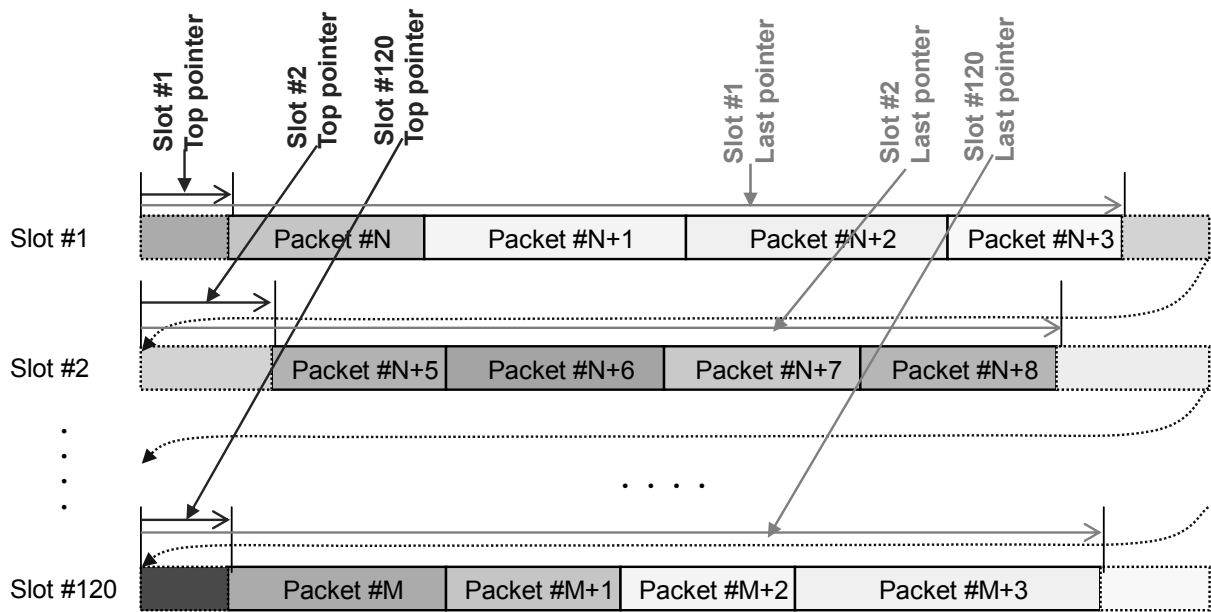 Slot #1
Top pointer
Slot #2
Top pointer
Slot #120
Top pointer
Slot #1
Last pointer
Slot #2
Last ponter
Slot #120
Last pointer
Slot #1
Packet #N
Packet #N+1
Packet #N+2
Packet #N+3
Slot #2
Packet #N+5
Packet #N+6
Packet #N+7
Packet #N+8
. . . .
. . . .
Slot #120
Packet #M
Packet #M+1
Packet #M+2
Packet #M+3